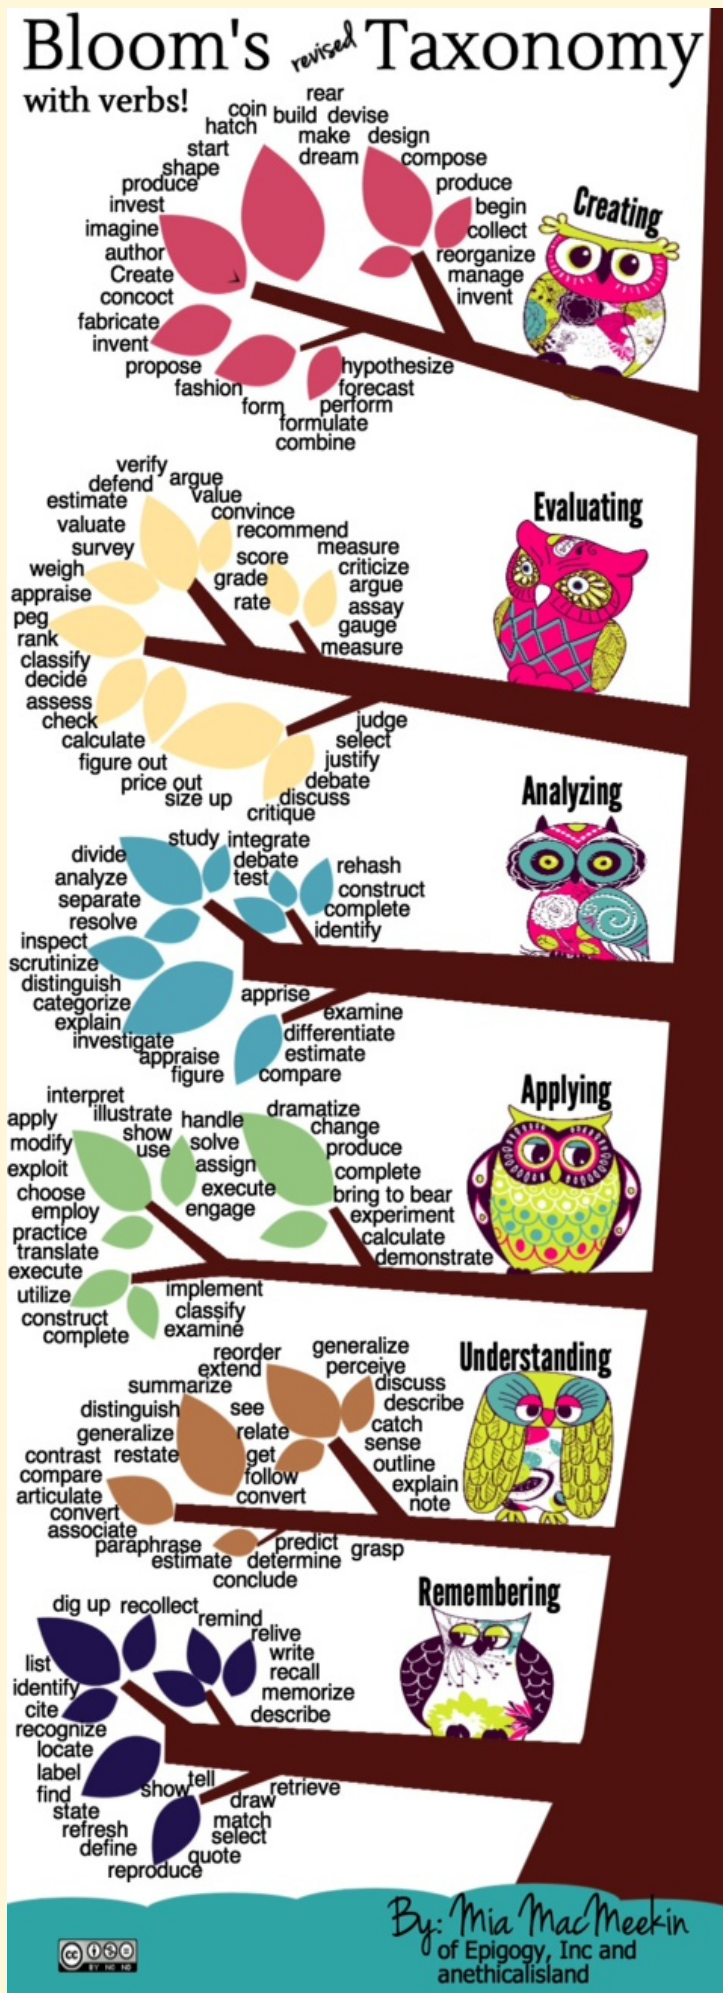 Bloom's revised Taxonomy
with verbs!
rear
coin build devise
hatch make design
start dream compose
shape
produce produce
invest begin
imagine collect
author reorganize
Create manage
concoct invent
fabricate
invent
propose hypothesize
fashion forecast
form perform
formulate
combine
Creating
verify
defend argue
estimate value
valuate convince
survey recommend
weigh score measure
appraise grade criticize
peg rate argue
rank assay
classify gauge
decide measure
assess
check judge
calculate select
figure out justify
price out debate
size up discuss
critique
Evaluating
study integrate
divide debate rehash
analyze test construct
separate complete
resolve identify
inspect
scrutinize
distinguish apprise
categorize examine
explain differentiate
investigate estimate
appraise compare
figure
Analyzing
interpret
apply illustrate handle dramatize
modify show solve change
exploit use assign produce
choose execute complete
employ engage bring to bear
practice experiment
translate calculate
execute demonstrate
utilize implement
construct classify
complete examine
Applying
reorder generalize
extend perceive
summarize discuss
distinguish see describe
generalize relate catch
contrast restate get sense
compare follow outline
articulate convert explain
convert note
associate
paraphrase predict grasp
estimate determine
conclude
Understanding
dig up recollect
remind
relive
list write
identify recall
cite memorize
recognize describe
locate
label tell
find show retrieve
state draw
refresh match
define select
reproduce quote
Remembering
By: Mia MacMeekin
of Epigogy, Inc and
anethicalisland
cc
BY NC ND